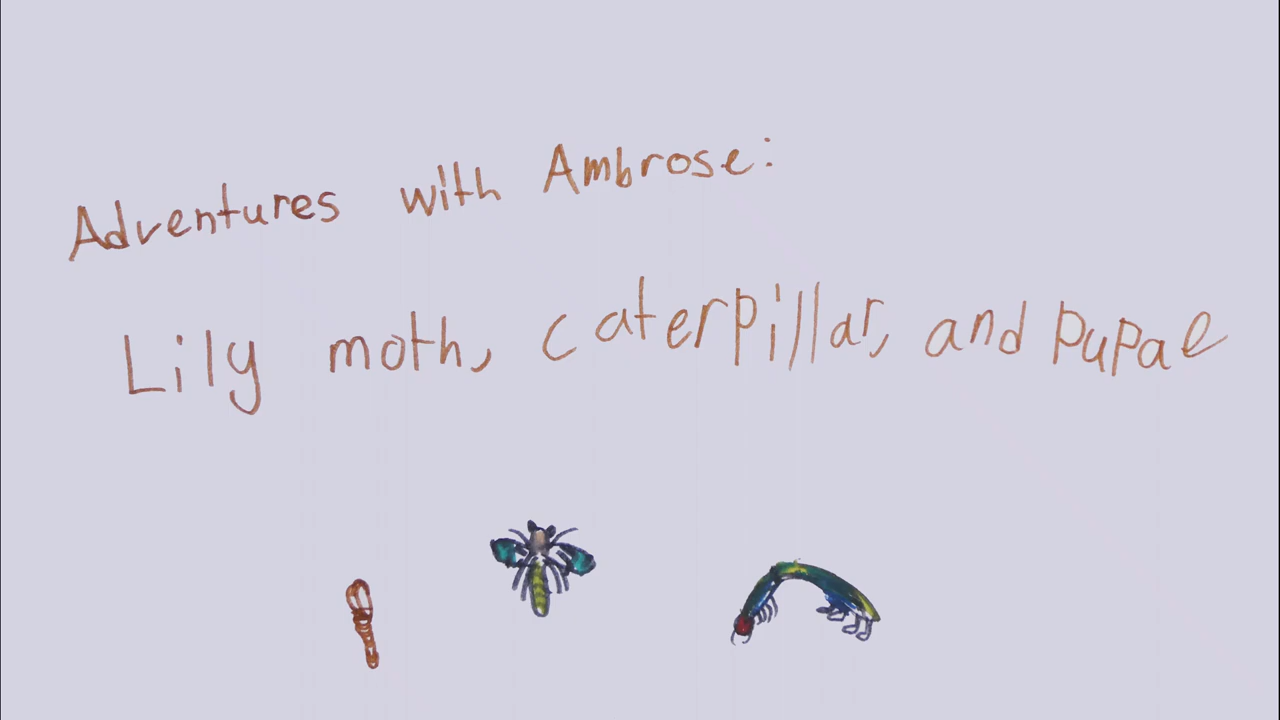 Adventures with Ambrose:
Lily moth, caterpillar, and pupae